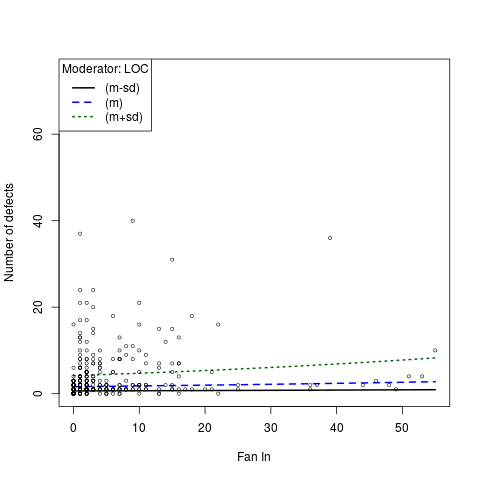 Moderator: LOC
(m-sd)
(m)
(m+sd)
60
40
20
0
Number of defects
0 10 20 30 40 50
Fan In